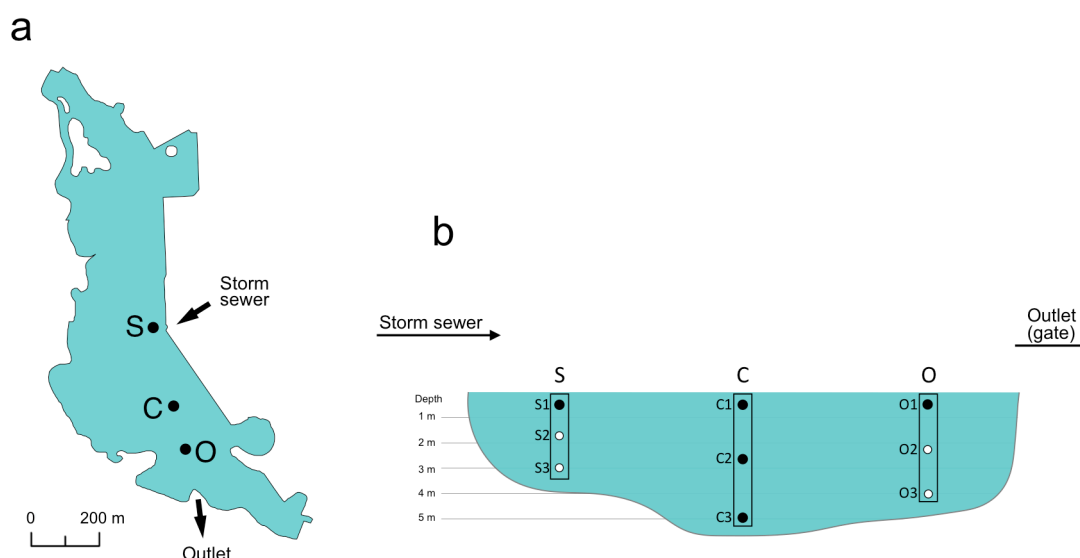 a
Storm
sewer
S
C
O
0 200 m
Outlet
b
Storm sewer
Outlet
(gate)
S C O
Depth
1 m
2 m
3 m
4 m
5 m
S1
S2
S3
C1
C2
C3
O1
O2
O3